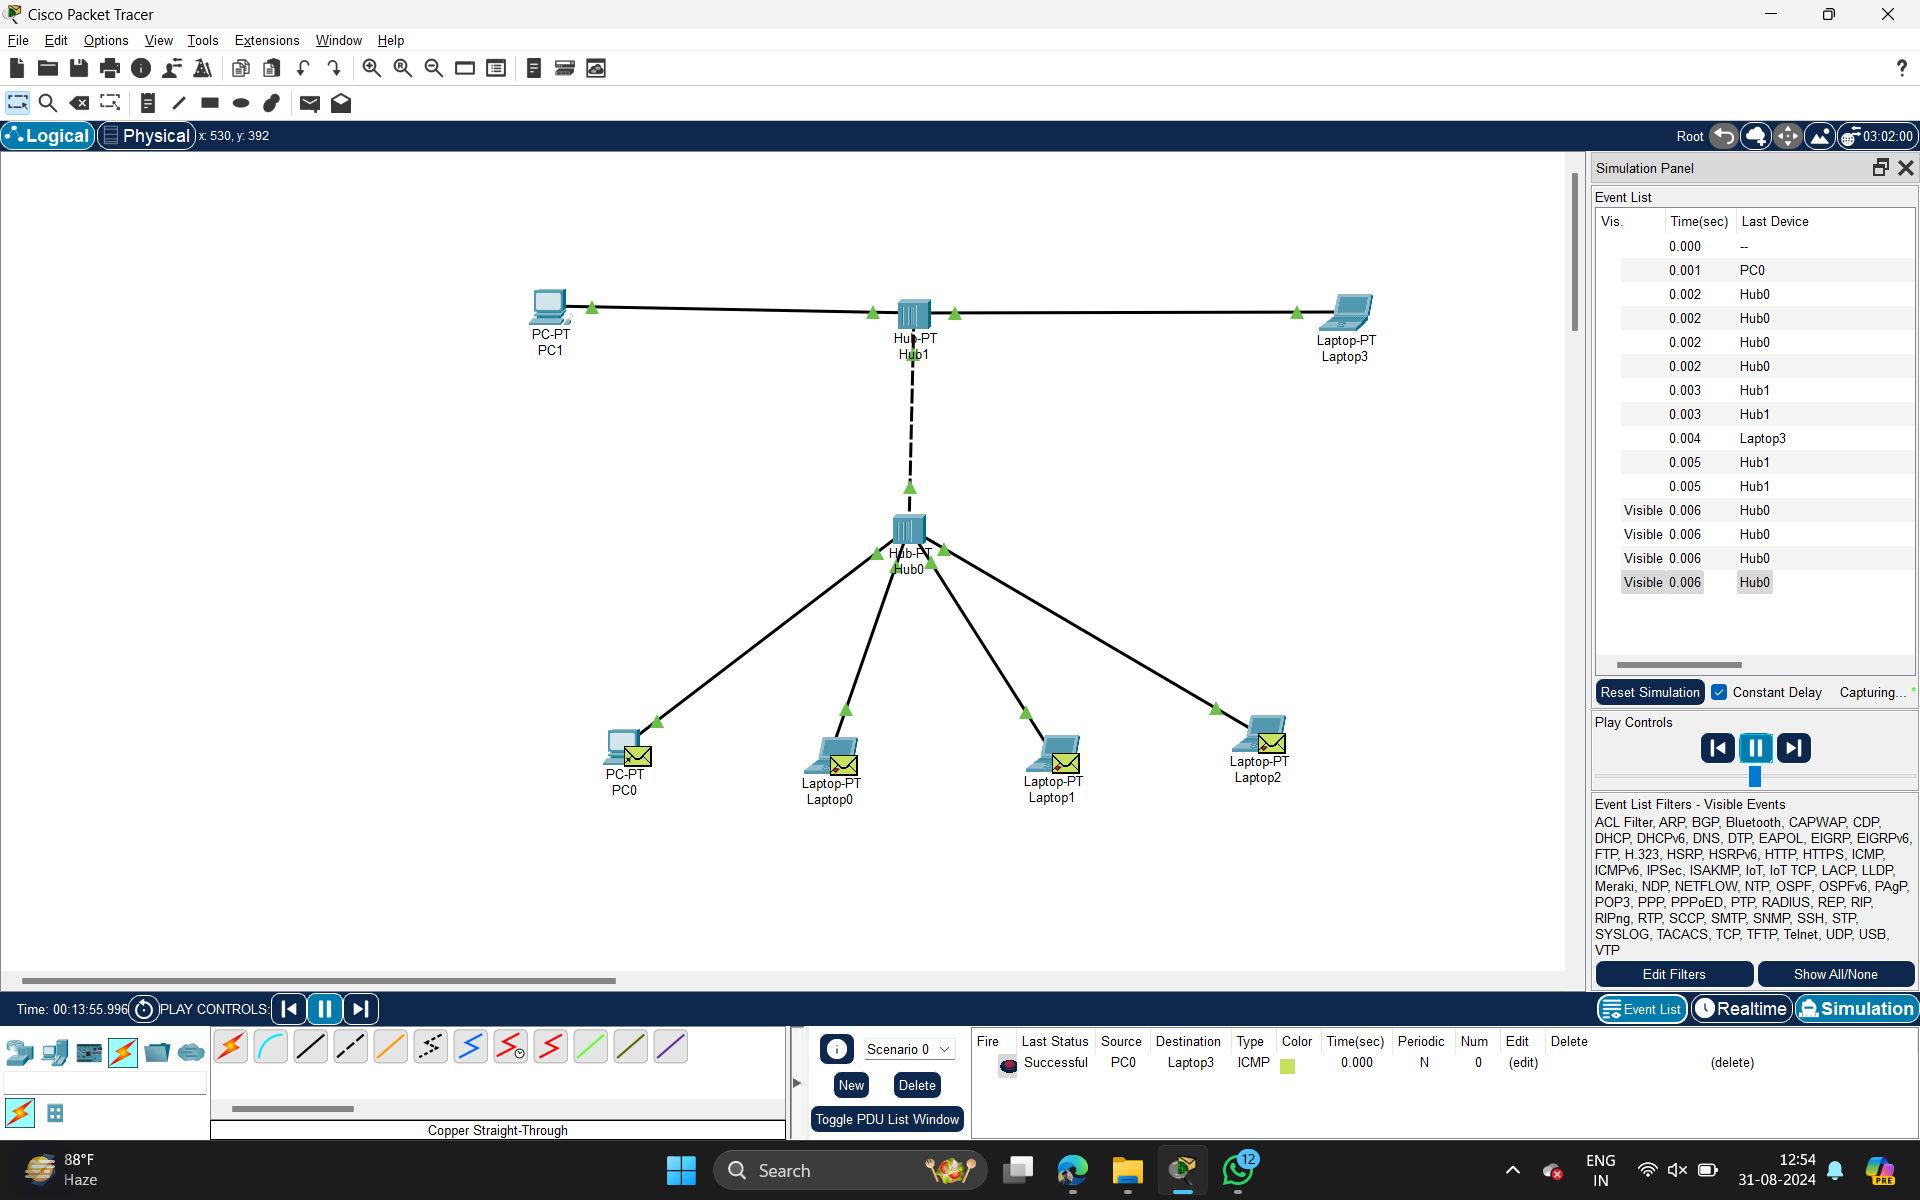 Cisco Packet Tracer
File Edit Options View Tools Extensions Window Help
?
Logical Physical x: 530, y: 392 Root 03:02:00
Simulation Panel
Event List
Vis. Time(sec) Last Device
0.000 --
0.001 PC0
0.002 Hub0
0.002 Hub0
0.002 Hub0
0.002 Hub0
0.003 Hub1
0.003 Hub1
0.004 Laptop3
0.005 Hub1
0.005 Hub1
Visible 0.006 Hub0
Visible 0.006 Hub0
Visible 0.006 Hub0
Visible 0.006 Hub0
Reset Simulation Constant Delay Capturing...
Play Controls
Event List Filters - Visible Events
ACL Filter, ARP, BGP, Bluetooth, CAPWAP, CDP,
DHCP, DHCPv6, DNS, DTP, EAPOL, EIGRP, EIGRPv6,
FTP, H.323, HSRP, HSRPv6, HTTP, HTTPS, ICMP,
ICMPv6, IPSec, ISAKMP, IoT, IoT TCP, LACP, LLDP,
Meraki, NDP, NETFLOW, NTP, OSPF, OSPFv6, PAgP,
POP3, PPP, PPPoED, PTP, RADIUS, REP, RIP,
RIPng, RTP, SCCP, SMTP, SNMP, SSH, STP,
SYSLOG, TACACS, TCP, TFTP, Telnet, UDP, USB,
VTP
Edit Filters Show All/None
PC-PT
PC1
Hub-PT
Hub1
Laptop-PT
Laptop3
Hub-PT
Hub0
PC-PT
PC0
Laptop-PT
Laptop0
Laptop-PT
Laptop1
Laptop-PT
Laptop2
Time: 00:13:55.996 PLAY CONTROLS:
Event List Realtime Simulation
Copper Straight-Through
Scenario 0
New Delete
Toggle PDU List Window
Fire Last Status Source Destination Type Color Time(sec) Periodic Num Edit Delete
Successful PC0 Laptop3 ICMP 0.000 N 0 (edit) (delete)
88°F
Haze
Search
12
ENG
IN
12:54
31-08-2024
PRE